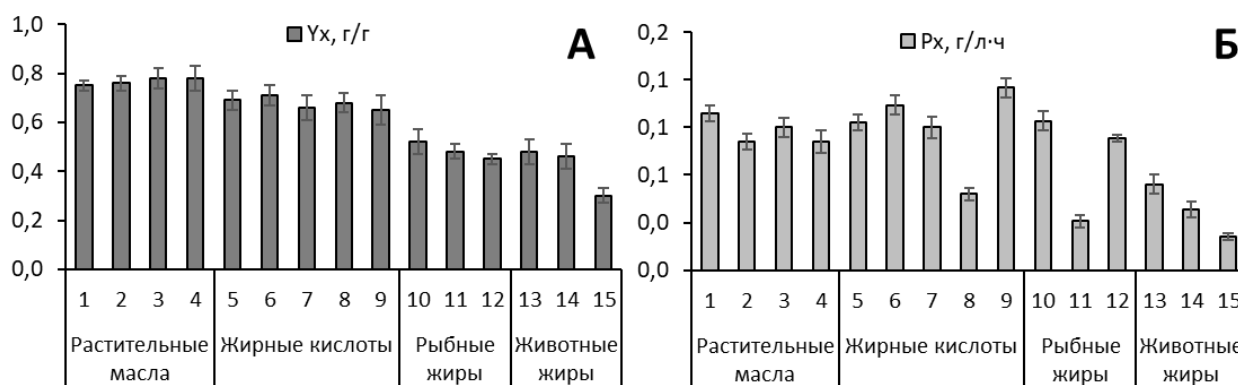 1,0
0,8
0,6
0,4
0,2
0,0
Yx, г/г
А
1 2 3 4 5 6 7 8 9 10 11 12 13 14 15
Растительные масла
Жирные кислоты
Рыбные жиры
Животные жиры
0,2
0,1
0,1
0,1
0,0
0,0
Px, г/л·ч
Б
1 2 3 4 5 6 7 8 9 10 11 12 13 14 15
Растительные масла
Жирные кислоты
Рыбные жиры
Животные жиры